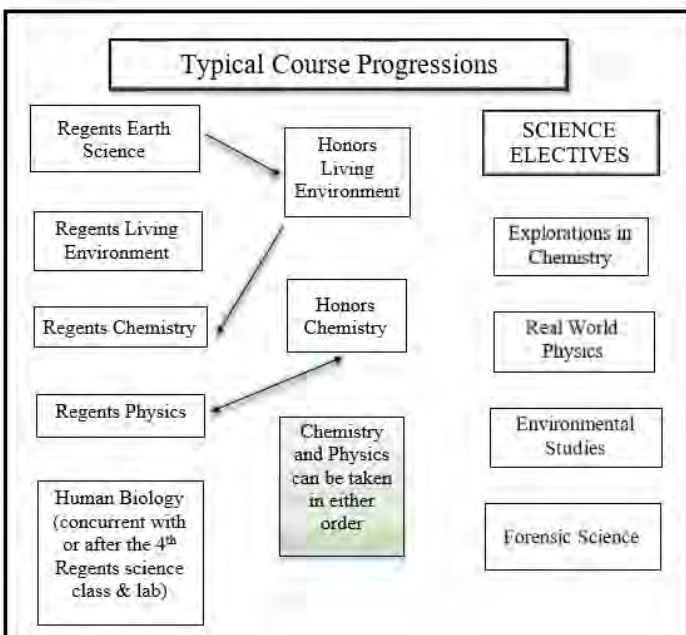 Typical Course Progressions
Regents Earth
Science
Honors
Living
Environment
Regents Living
Environment
Regents Chemistry
Honors
Chemistry
Regents Physics
Chemistry
and Physics
can be taken
in either
order
Human Biology
(concurrent with
or after the 4th
Regents science
class & lab)
SCIENCE
ELECTIVES
Explorations in
Chemistry
Real World
Physics
Environmental
Studies
Forensic Science